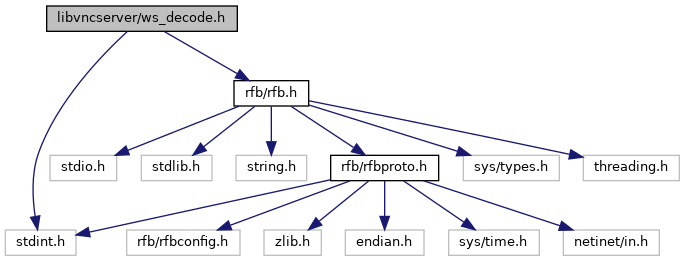 libvncserver/ws_decode.h
rfb/rfb.h
stdio.h
stdlib.h
string.h
rfb/rfbproto.h
sys/types.h
threading.h
stdint.h
rfb/rfbconfig.h
zlib.h
endian.h
sys/time.h
netinet/in.h